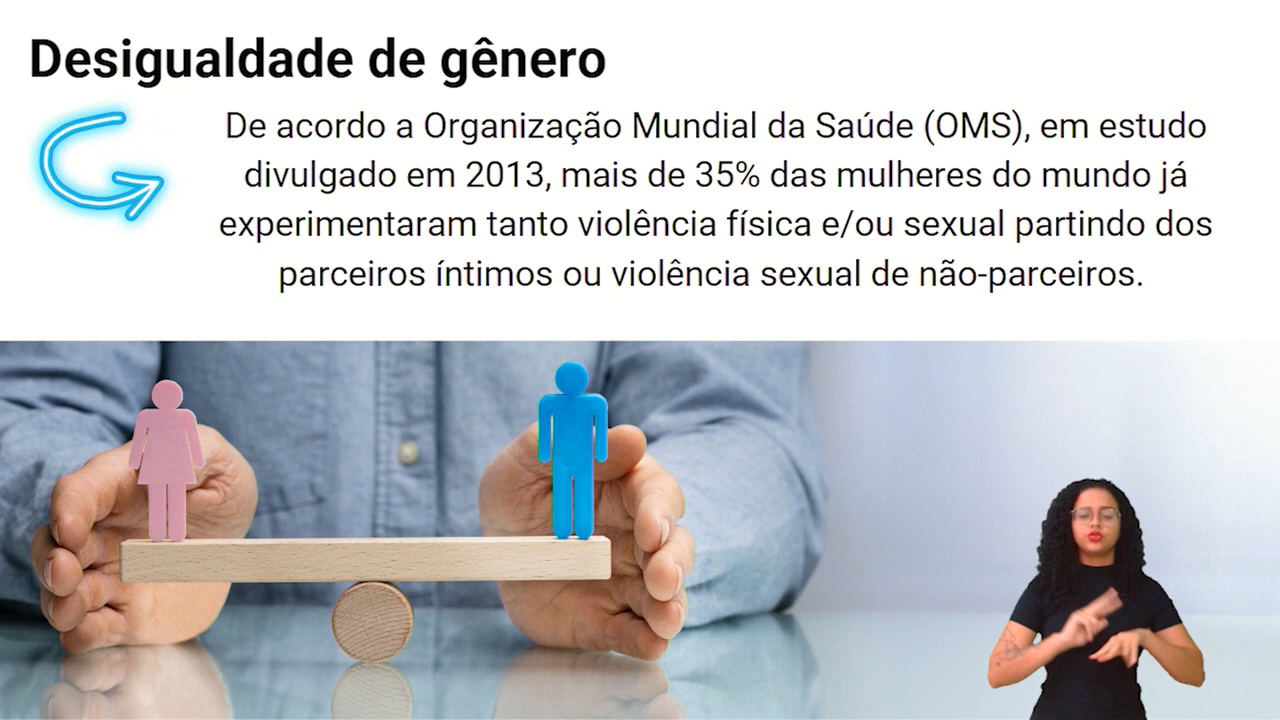 Desigualdade de gênero
De acordo a Organização Mundial da Saúde (OMS), em estudo
divulgado em 2013, mais de 35% das mulheres do mundo já
experimentaram tanto violência física e/ou sexual partindo dos
parceiros íntimos ou violência sexual de não-parceiros.